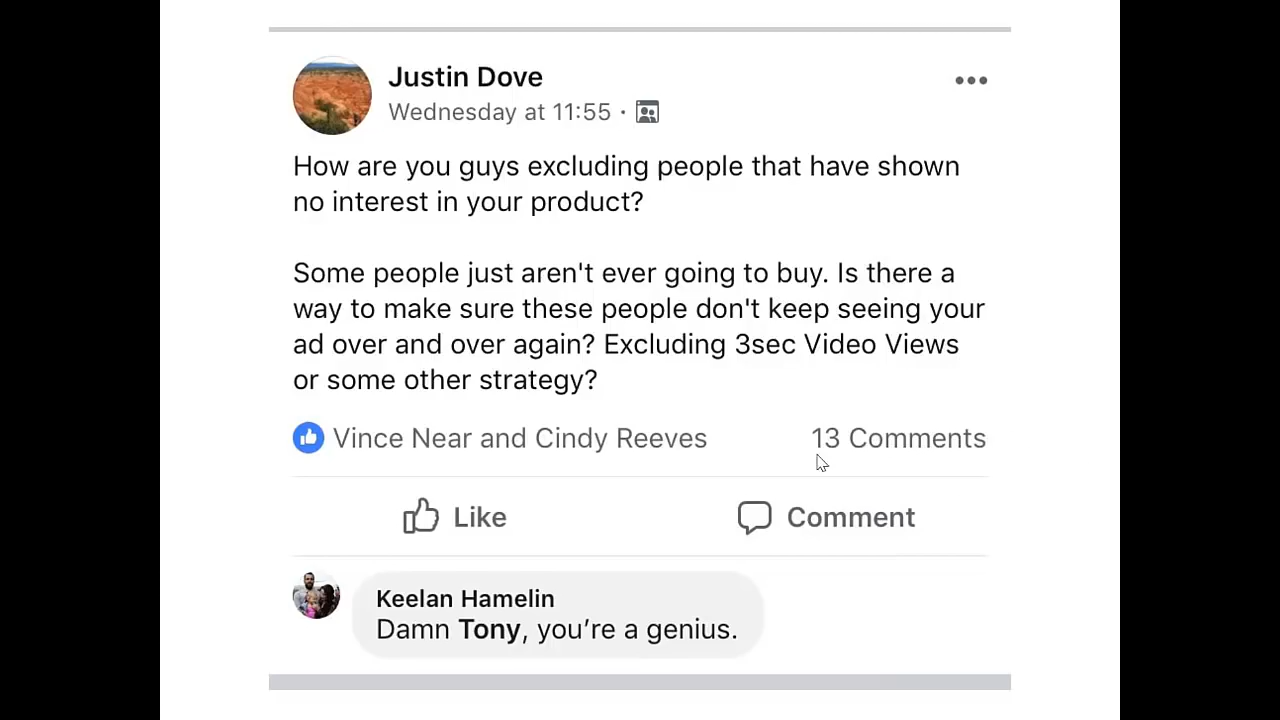 Justin Dove
Wednesday at 11:55 ·
How are you guys excluding people that have shown
no interest in your product?
Some people just aren't ever going to buy. Is there a
way to make sure these people don't keep seeing your
ad over and over again? Excluding 3sec Video Views
or some other strategy?
Vince Near and Cindy Reeves
13 Comments
Like
Comment
Keelan Hamelin
Damn Tony, you’re a genius.